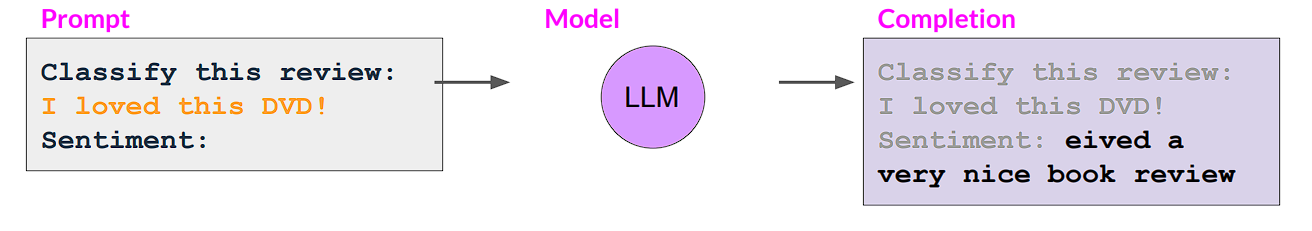 Prompt
Classify this review:
I loved this DVD!
Sentiment:
Model
LLM
Completion
Classify this review:
I loved this DVD!
Sentiment: eived a
very nice book review